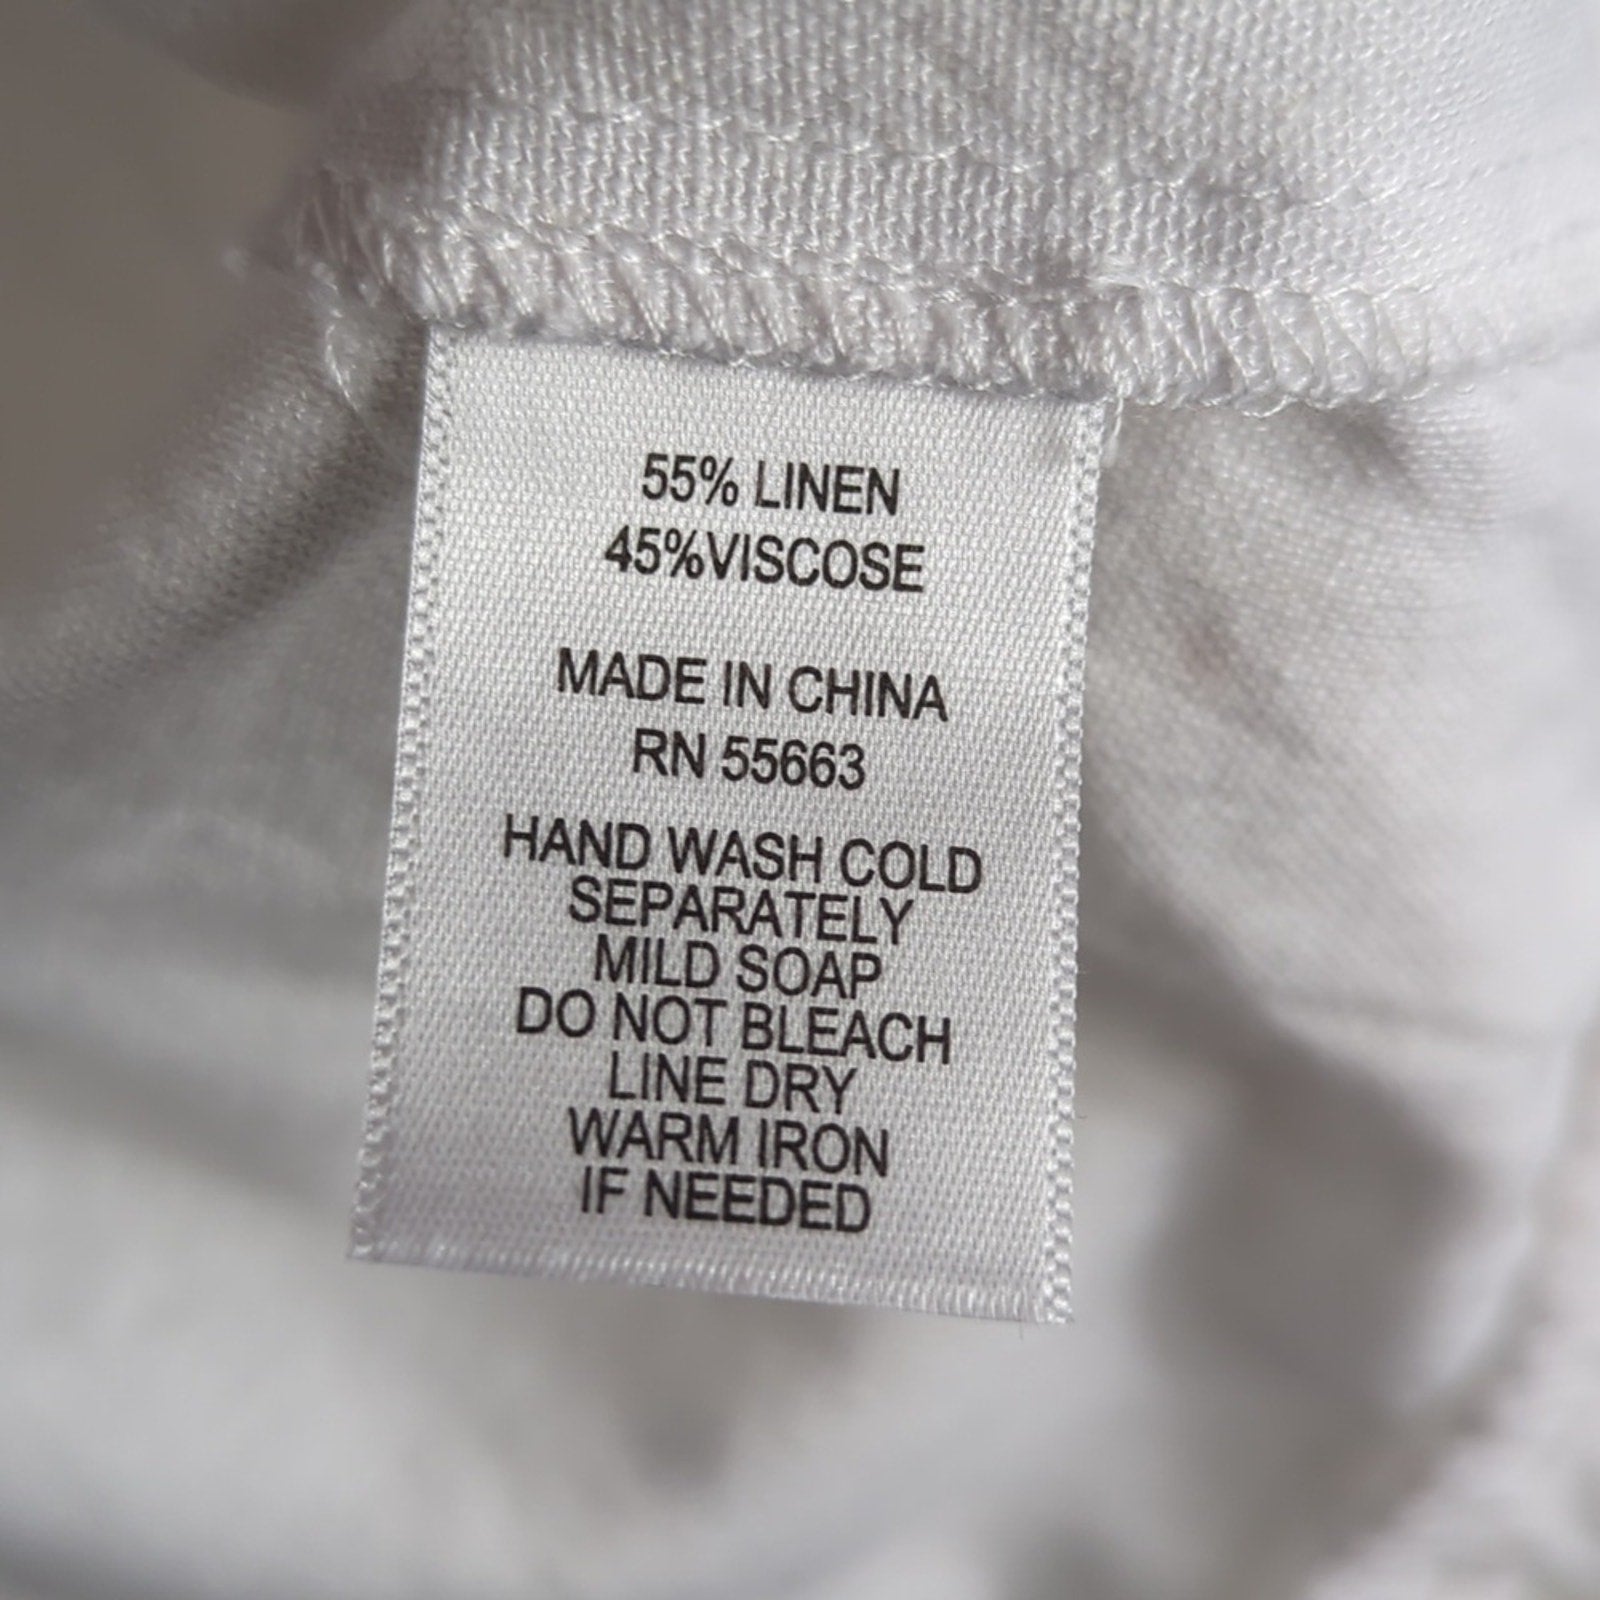 55% LINEN
45%VISCOSE
MADE IN CHINA
RN 55663
HAND WASH COLD
SEPARATELY
MILD SOAP
DO NOT BLEACH
LINE DRY
WARM IRON
IF NEEDED